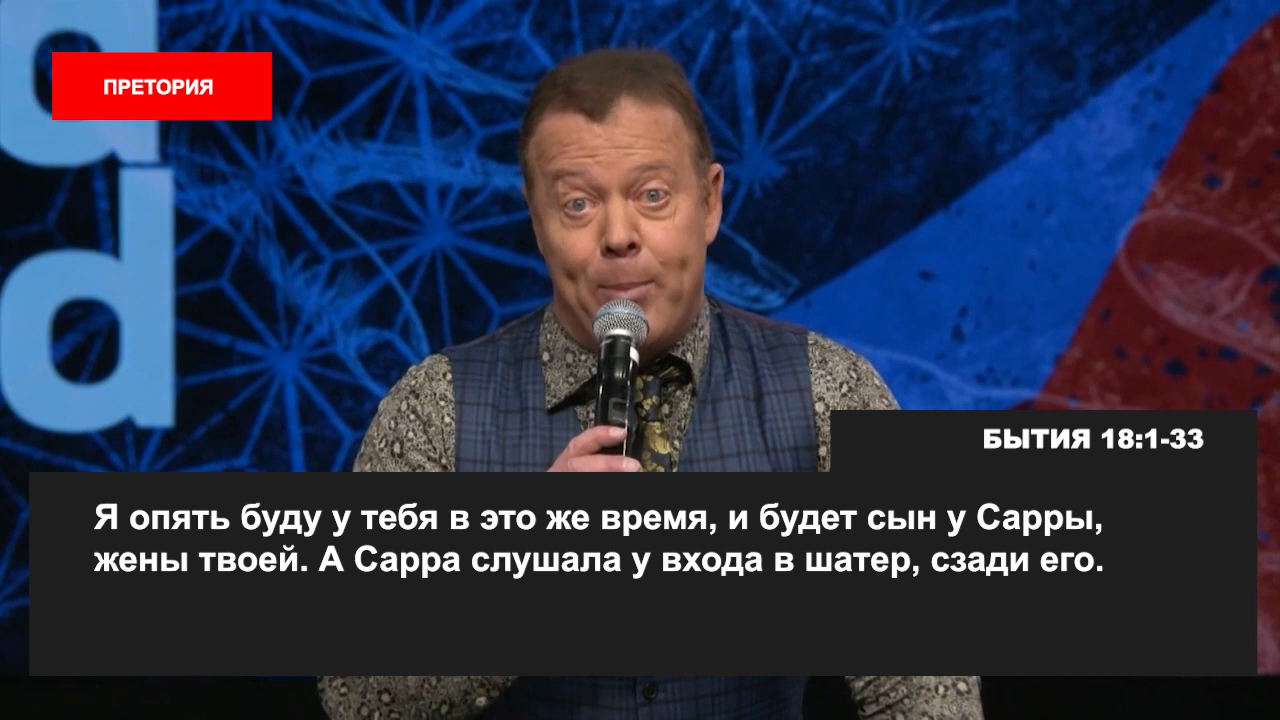 d
d
ПРЕТОРИЯ
БЫТИЯ 18:1-33
Я опять буду у тебя в это же время, и будет сын у Сарры,
жены твоей. А Сарра слушала у входа в шатер, сзади его.